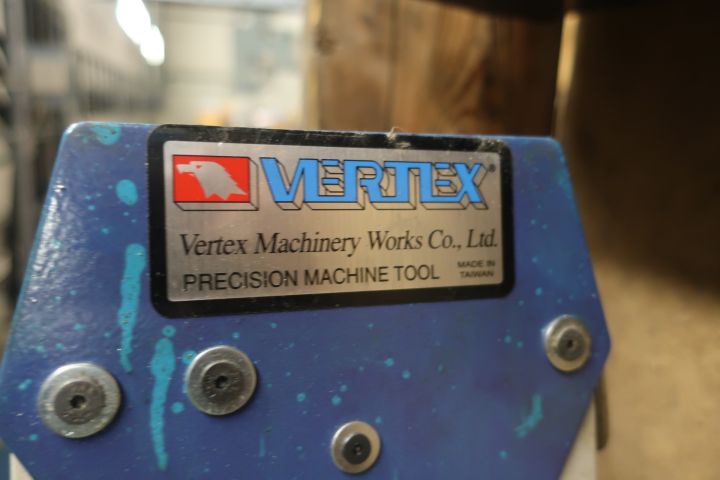 VERTEX®
Vertex Machinery Works Co., Ltd.
PRECISION MACHINE TOOL
MADE IN
TAIWAN